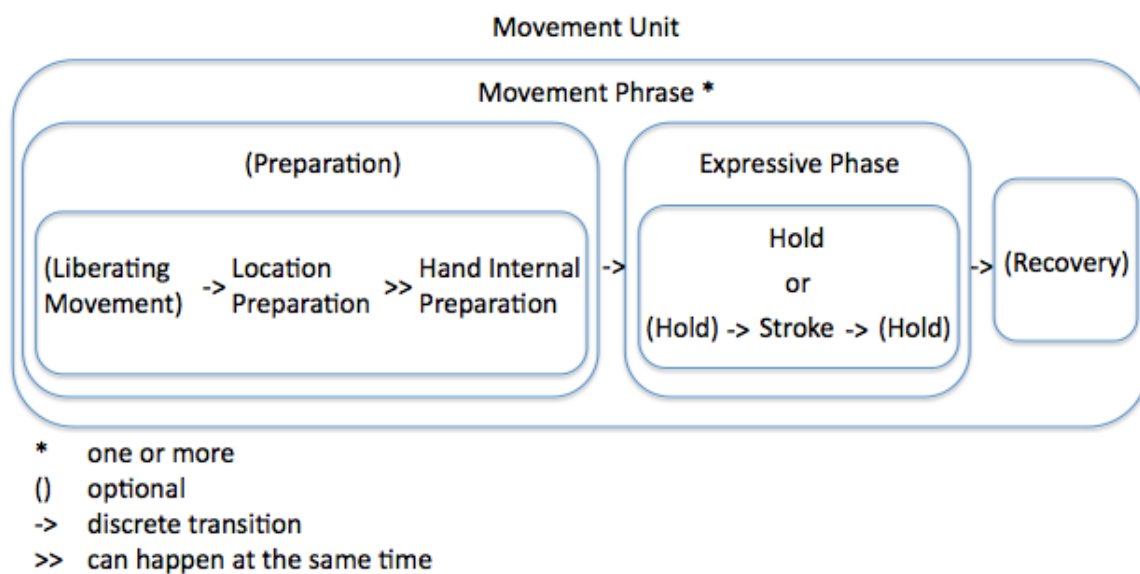 Movement Unit
Movement Phrase *
(Preparation)
(Liberating Movement) -> Location Preparation >> Hand Internal Preparation
->
Expressive Phase
Hold
or
(Hold) -> Stroke -> (Hold)
->
(Recovery)
* one or more
() optional
-> discrete transition
>> can happen at the same time